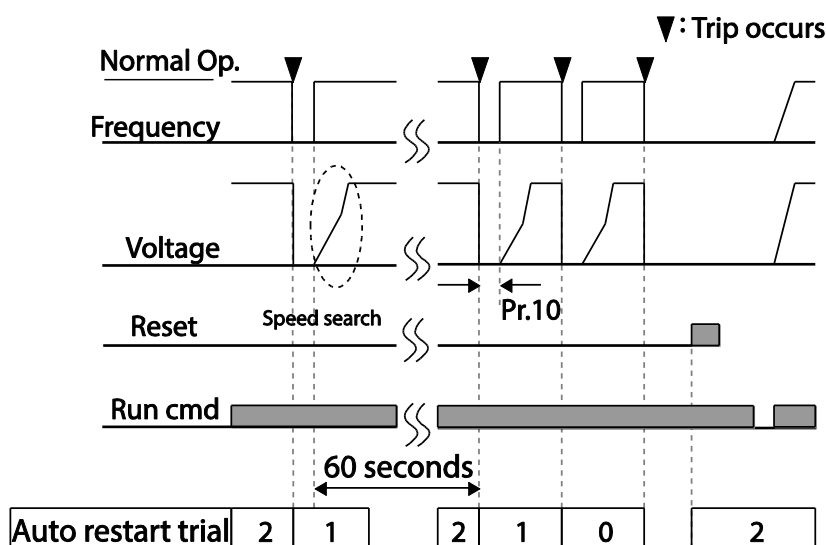 ▼: Trip occurs
Normal Op.
Frequency
Voltage
Pr.10
Speed search
Reset
Run cmd
60 seconds
Auto restart trial 2 1 2 1 0 2